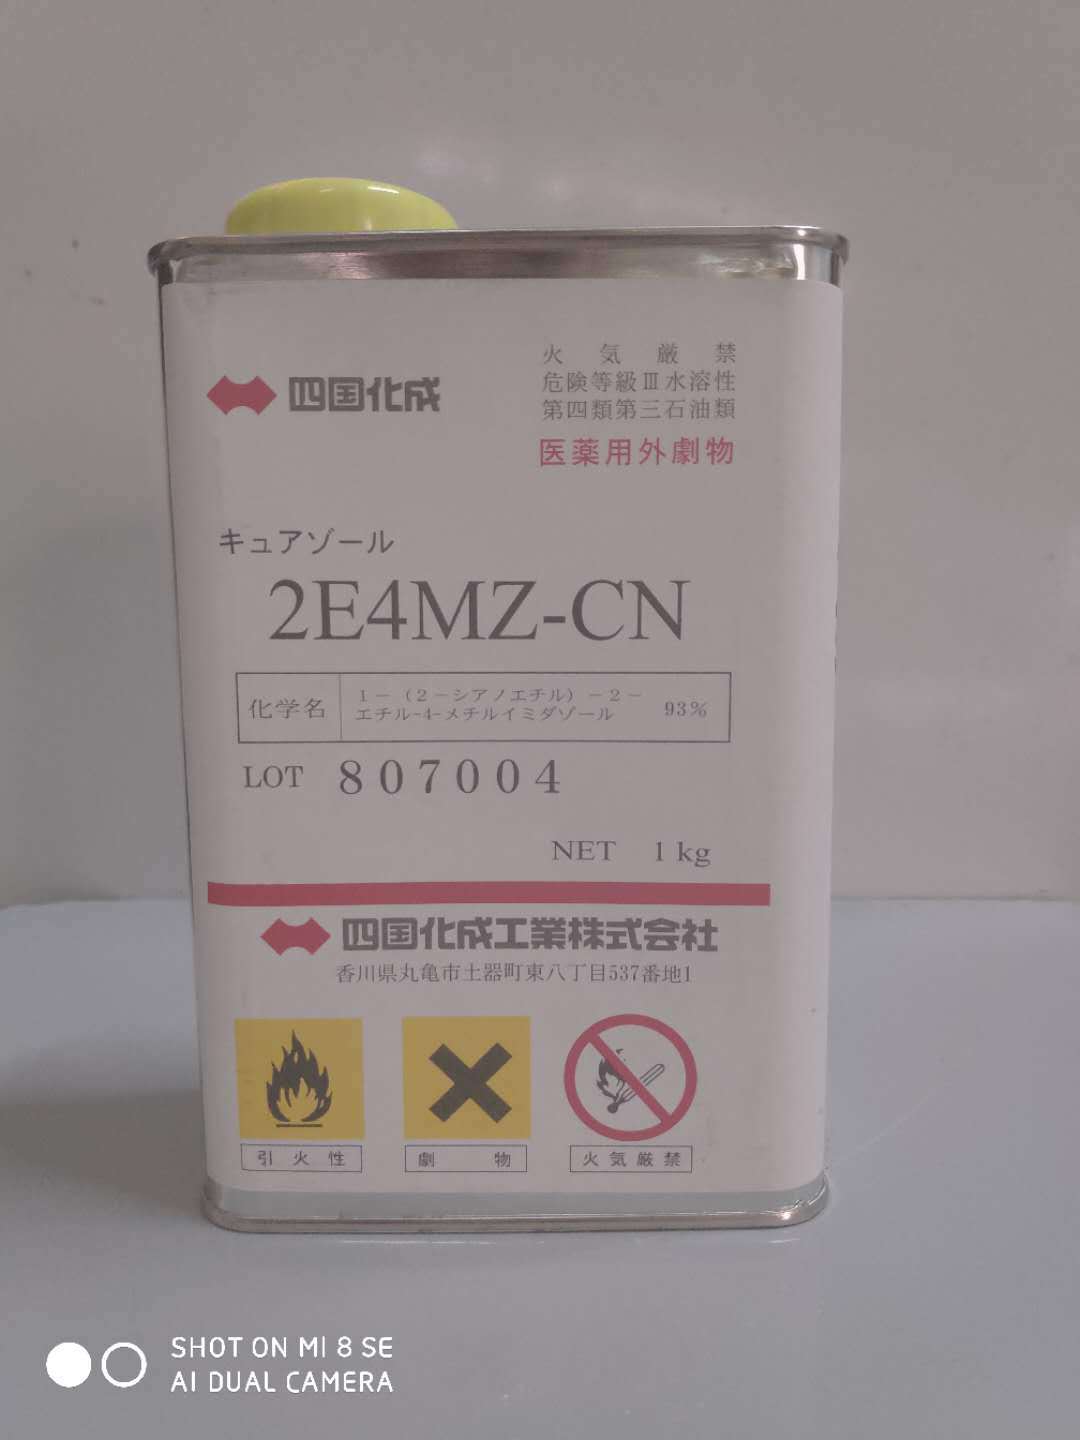 四国化成
火気厳禁
危険等級Ⅲ水溶性
第四類第三石油類
医薬用外劇物
キュアゾール
2E4MZ-CN
化学名
1-(2-シアノエチル)-2-
エチル-4-メチルイミダゾール
93%
LOT 807004
NET 1 kg
四国化成工業株式会社
香川県丸亀市土器町東八丁目537番地1
引火性
劇物
火気厳禁
SHOT ON MI 8 SE
AI DUAL CAMERA